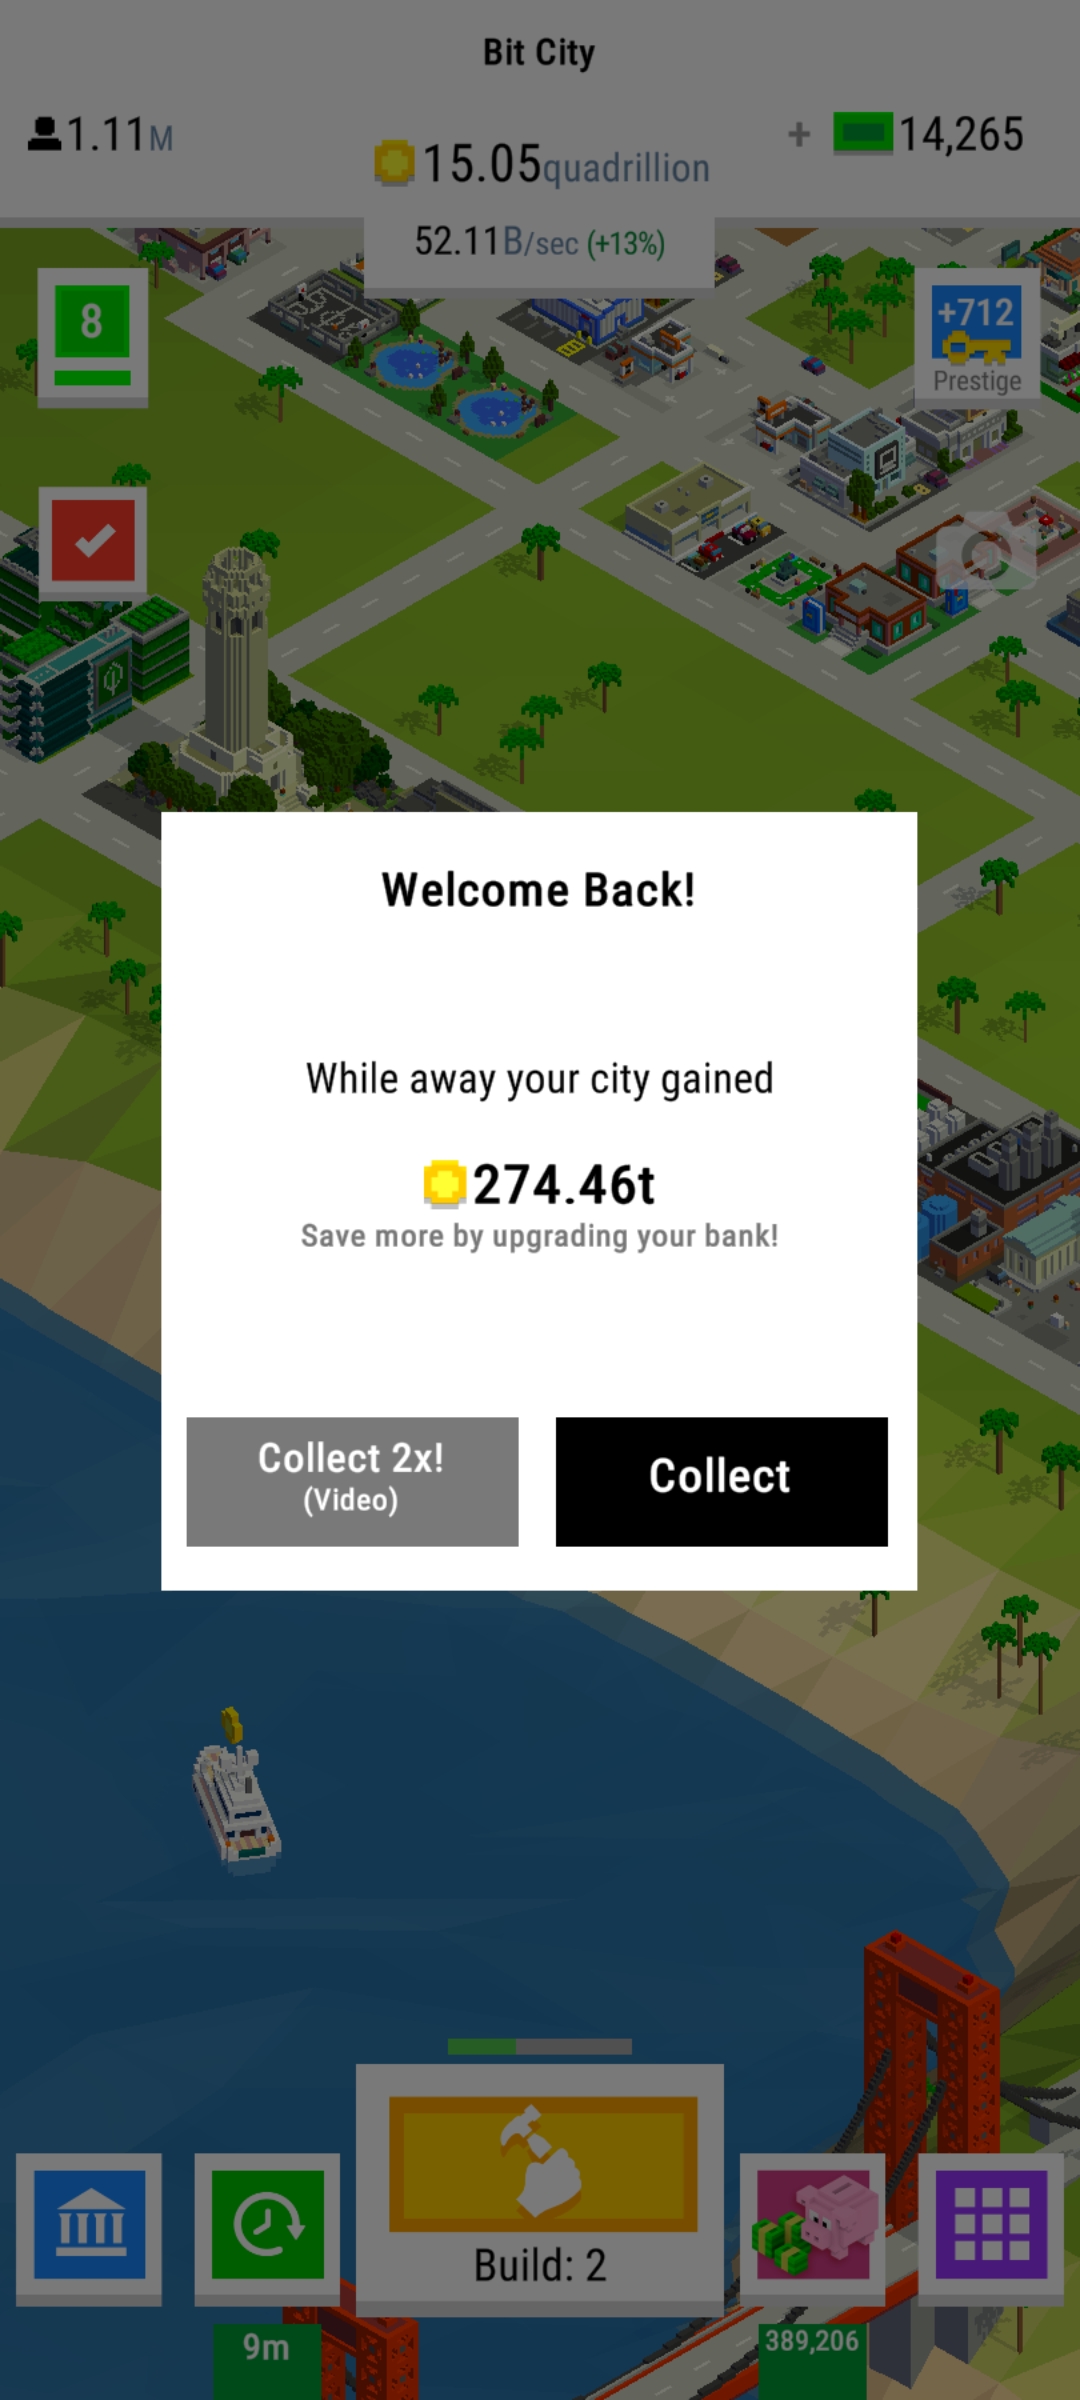 Bit City
1.11M
15.05quadrillion
+ 14,265
52.11B/sec (+13%)
8
+712
Prestige
Welcome Back!
While away your city gained
274.46t
Save more by upgrading your bank!
Collect 2x!
(Video)
Collect
Build: 2
9m
389,206